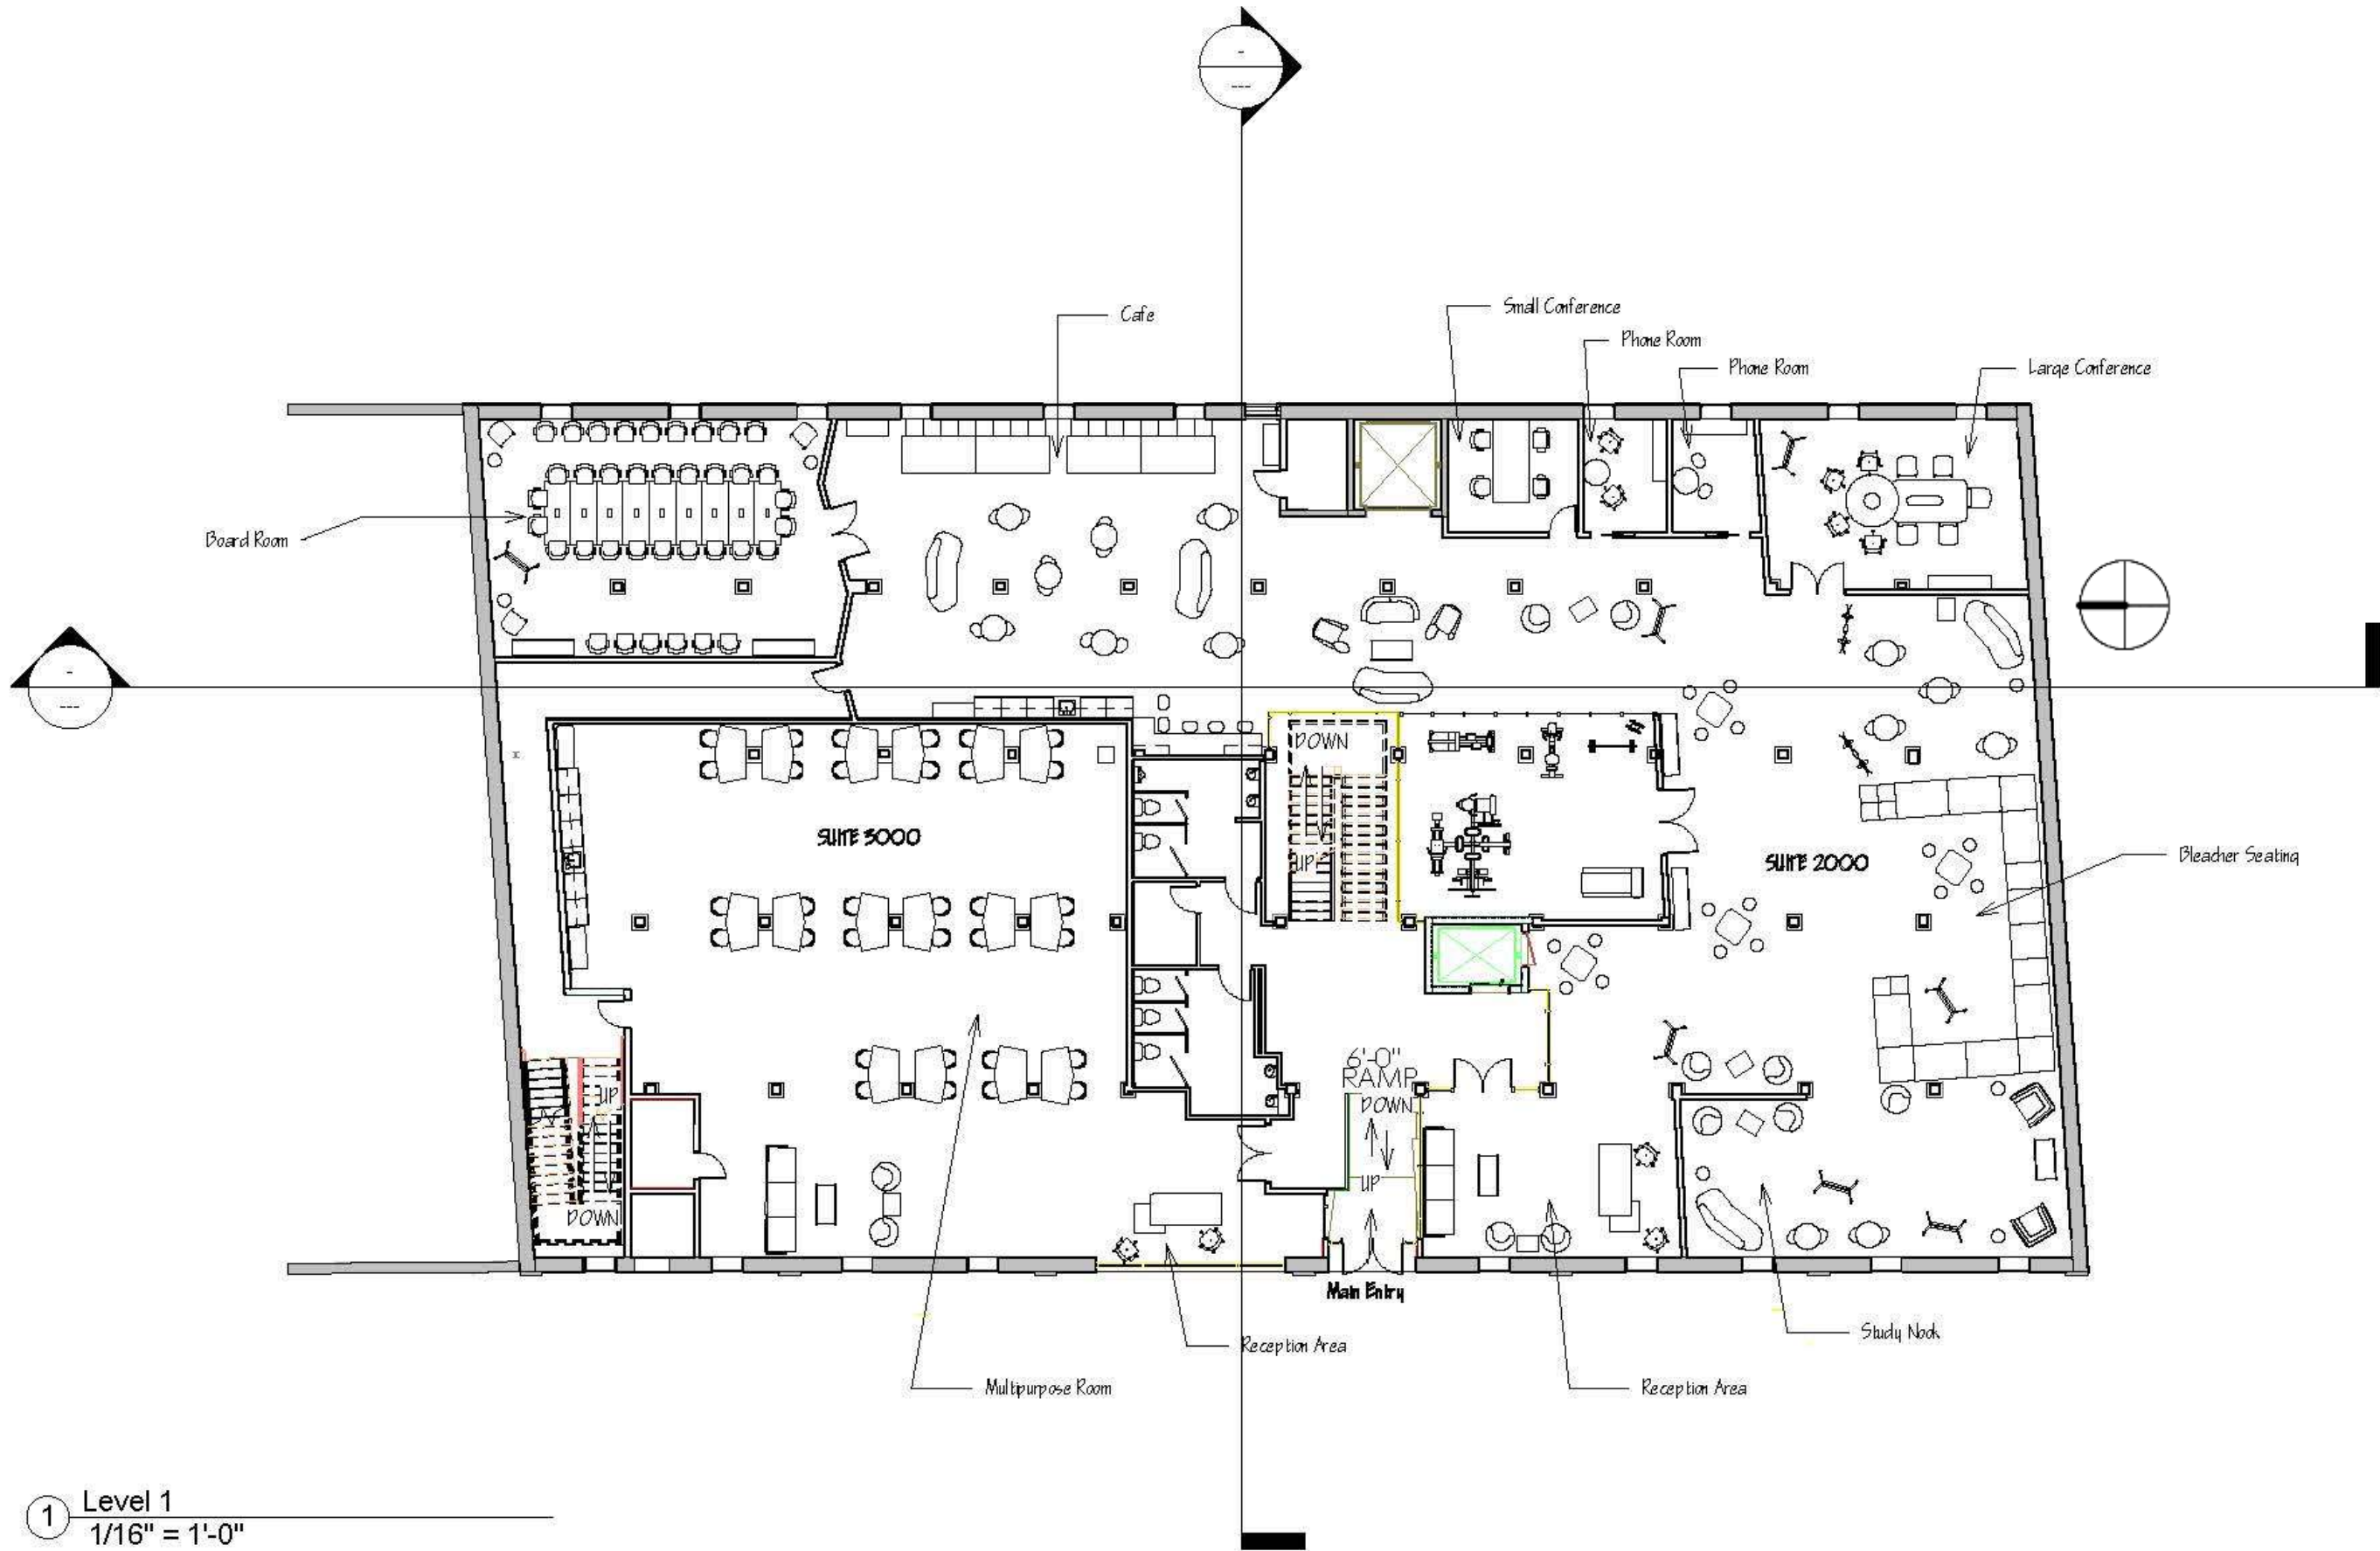 -
---
Cafe
Small Conference
Phone Room
Phone Room
Large Conference
Board Room
-
---
DOWN
UP
SUITE 3000
SUITE 2000
Bleacher Seating
6'-0"
RAMP
DOWN
UP
UP
DOWN
Main Entry
Reception Area
Study Nook
Multipurpose Room
Reception Area
1
Level 1
1/16" = 1'-0"